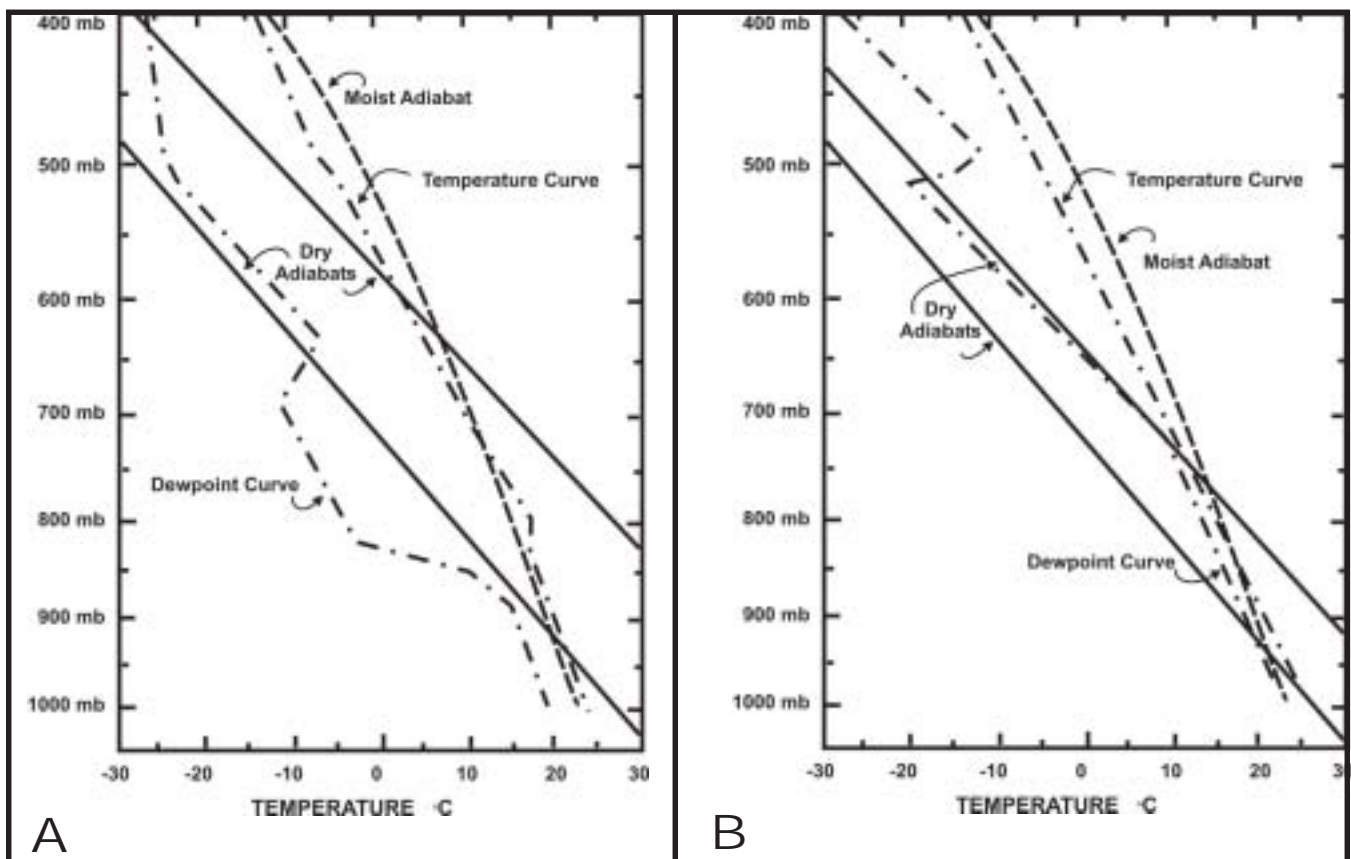 400 mb
Moist Adiabat
500 mb
Temperature Curve
Dry
Adiabats
600 mb
700 mb
Dewpoint Curve
800 mb
900 mb
1000 mb
-30 -20 -10 0 10 20 30
TEMPERATURE °C
A
400 mb
500 mb
Temperature Curve
Moist Adiabat
600 mb
Dry
Adiabats
700 mb
800 mb
Dewpoint Curve
900 mb
1000 mb
-30 -20 -10 0 10 20 30
TEMPERATURE °C
B